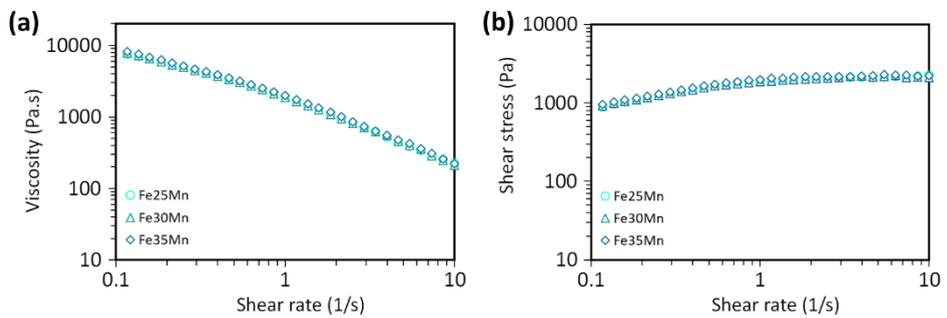 (a)
10000
1000
100
10
Viscosity (Pa.s)
Fe25Mn
Fe30Mn
Fe35Mn
0.1 1 10
Shear rate (1/s)
(b)
10000
1000
100
10
Shear stress (Pa)
Fe25Mn
Fe30Mn
Fe35Mn
0.1 1 10
Shear rate (1/s)